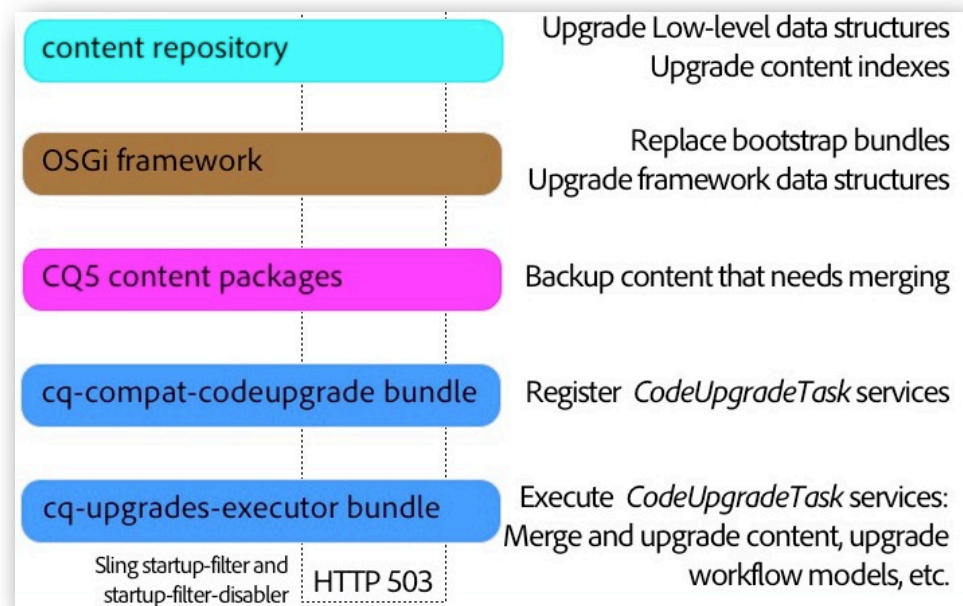 content repository
Upgrade Low-level data structures
Upgrade content indexes
OSGi framework
Replace bootstrap bundles
Upgrade framework data structures
CQ5 content packages
Backup content that needs merging
cq-compat-codeupgrade bundle
Register CodeUpgradeTask services
cq-upgrades-executor bundle
Execute CodeUpgradeTask services:
Merge and upgrade content, upgrade
workflow models, etc.
Sling startup-filter and
startup-filter-disabler
HTTP 503